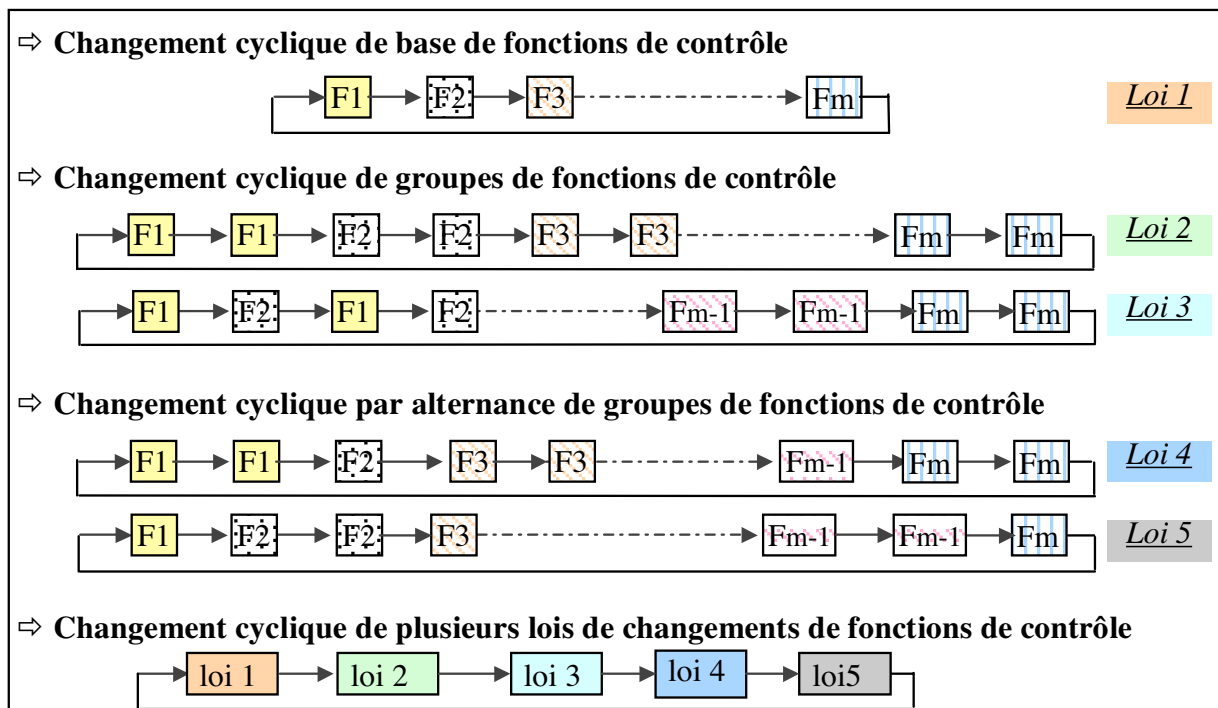 ⇨ Changement cyclique de base de fonctions de contrôle
F1 F2 F3 Fm Loi 1
⇨ Changement cyclique de groupes de fonctions de contrôle
F1 F1 F2 F2 F3 F3 Fm Fm Loi 2
F1 F2 F1 F2 Fm-1 Fm-1 Fm Fm Loi 3
⇨ Changement cyclique par alternance de groupes de fonctions de contrôle
F1 F1 F2 F3 F3 Fm-1 Fm Fm Loi 4
F1 F2 F2 F3 Fm-1 Fm-1 Fm Loi 5
⇨ Changement cyclique de plusieurs lois de changements de fonctions de contrôle
loi 1 loi 2 loi 3 loi 4 loi5